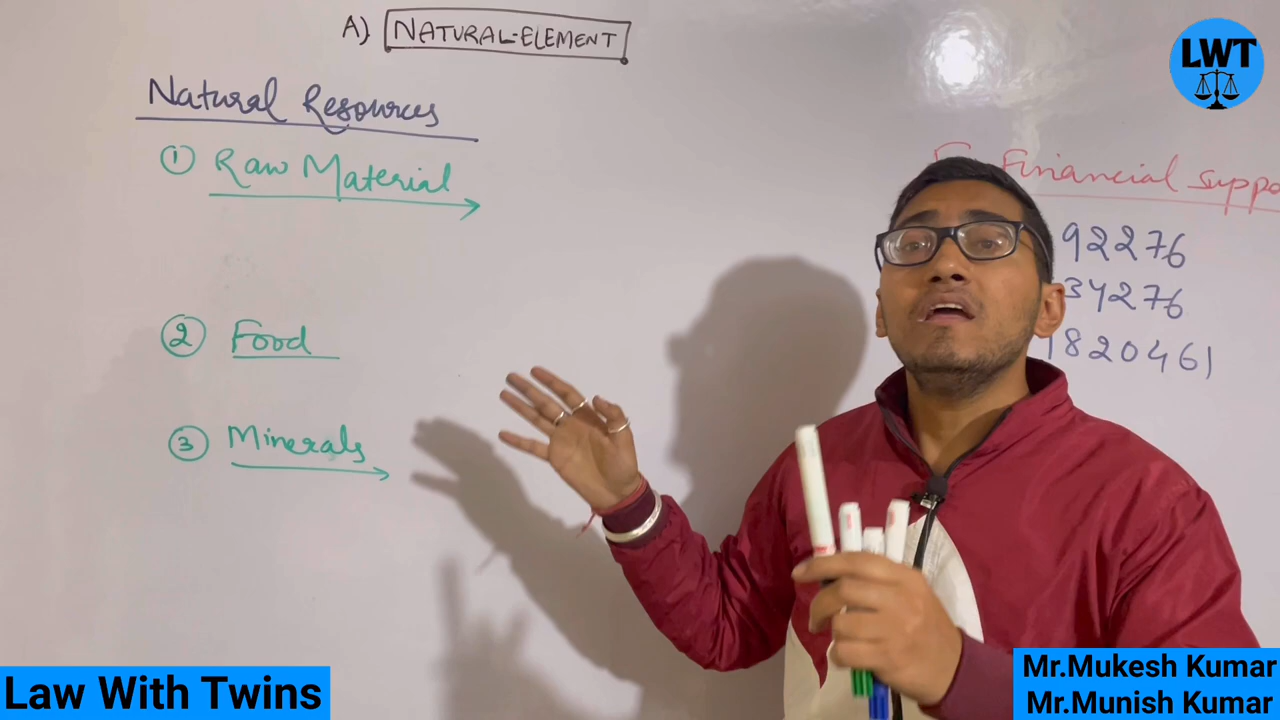 A) NATURAL-ELEMENT
LWT
Natural Resources
① Raw Material
Financial suppo
92276
34276
② Food
1820461
③ Minerals
Law With Twins
Mr.Mukesh Kumar
Mr.Munish Kumar